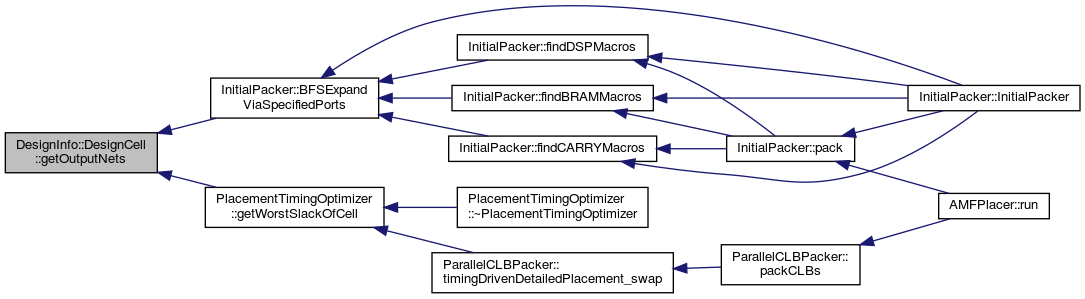 DesignInfo::DesignCell
::getOutputNets
InitialPacker::BFSExpand
ViaSpecifiedPorts
PlacementTimingOptimizer
::getWorstSlackOfCell
InitialPacker::findDSPMacros
InitialPacker::findBRAMMacros
InitialPacker::findCARRYMacros
PlacementTimingOptimizer
::~PlacementTimingOptimizer
ParallelCLBPacker::
timingDrivenDetailedPlacement_swap
InitialPacker::pack
ParallelCLBPacker::
packCLBs
InitialPacker::InitialPacker
AMFPlacer::run